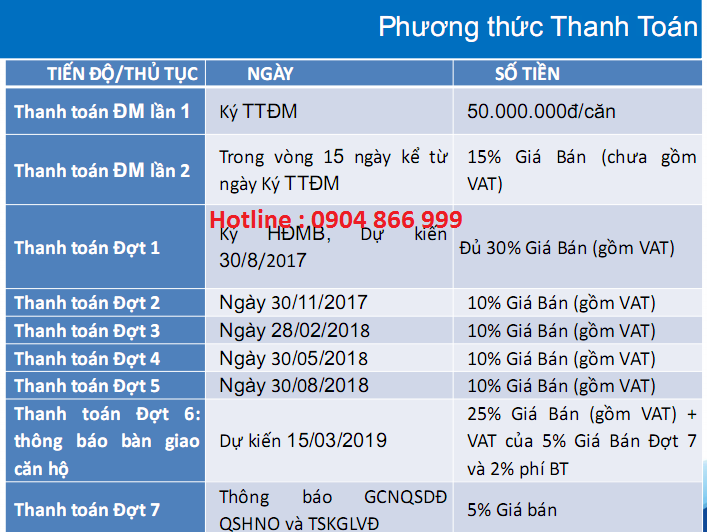 Phương thức Thanh Toán
TIẾN ĐỘ/THỦ TỤC NGÀY SỐ TIỀN
Thanh toán ĐM lần 1 Ký TTĐM 50.000.000đ/căn
Thanh toán ĐM lần 2 Trong vòng 15 ngày kể từ
ngày Ký TTĐM 15% Giá Bán (chưa gồm
VAT)
Hotline : 0904 866 999
Thanh toán Đợt 1 Ký HĐMB, Dự kiến
30/8/2017 Đủ 30% Giá Bán (gồm VAT)
Thanh toán Đợt 2 Ngày 30/11/2017 10% Giá Bán (gồm VAT)
Thanh toán Đợt 3 Ngày 28/02/2018 10% Giá Bán (gồm VAT)
Thanh toán Đợt 4 Ngày 30/05/2018 10% Giá Bán (gồm VAT)
Thanh toán Đợt 5 Ngày 30/08/2018 10% Giá Bán (gồm VAT)
Thanh toán Đợt 6:
thông báo bàn giao
căn hộ Dự kiến 15/03/2019 25% Giá Bán (gồm VAT) +
VAT của 5% Giá Bán Đợt 7
và 2% phí BT
Thanh toán Đợt 7 Thông báo GCNQSDĐ
QSHNO và TSKGLVĐ 5% Giá bán